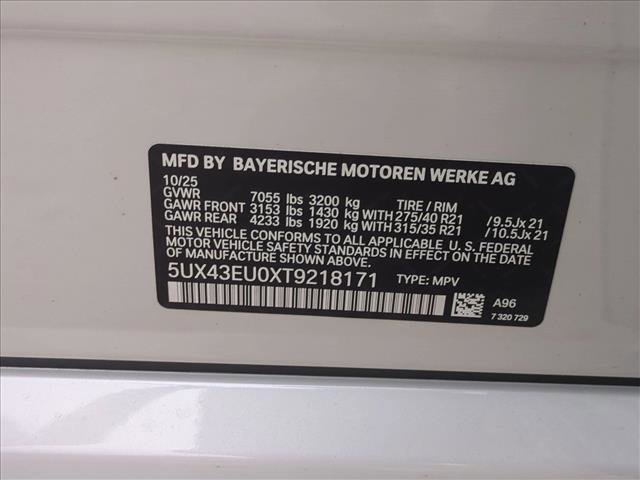 MFD BY BAYERISCHE MOTOREN WERKE AG
10/25
GVWR 7055 lbs 3200 kg TIRE / RIM
GAWR FRONT 3153 lbs 1430 kg WITH 275/40 R21 /9.5Jx21
GAWR REAR 4233 lbs 1920 kg WITH 315/35 R21 /10.5Jx21
THIS VEHICLE CONFORMS TO ALL APPLICABLE U. S. FEDERAL
MOTOR VEHICLE SAFETY STANDARDS IN EFFECT ON THE
DATE OF MANUFACTURE SHOWN ABOVE.
5UX43EU0XT9218171 TYPE: MPV
A96
7 320 729